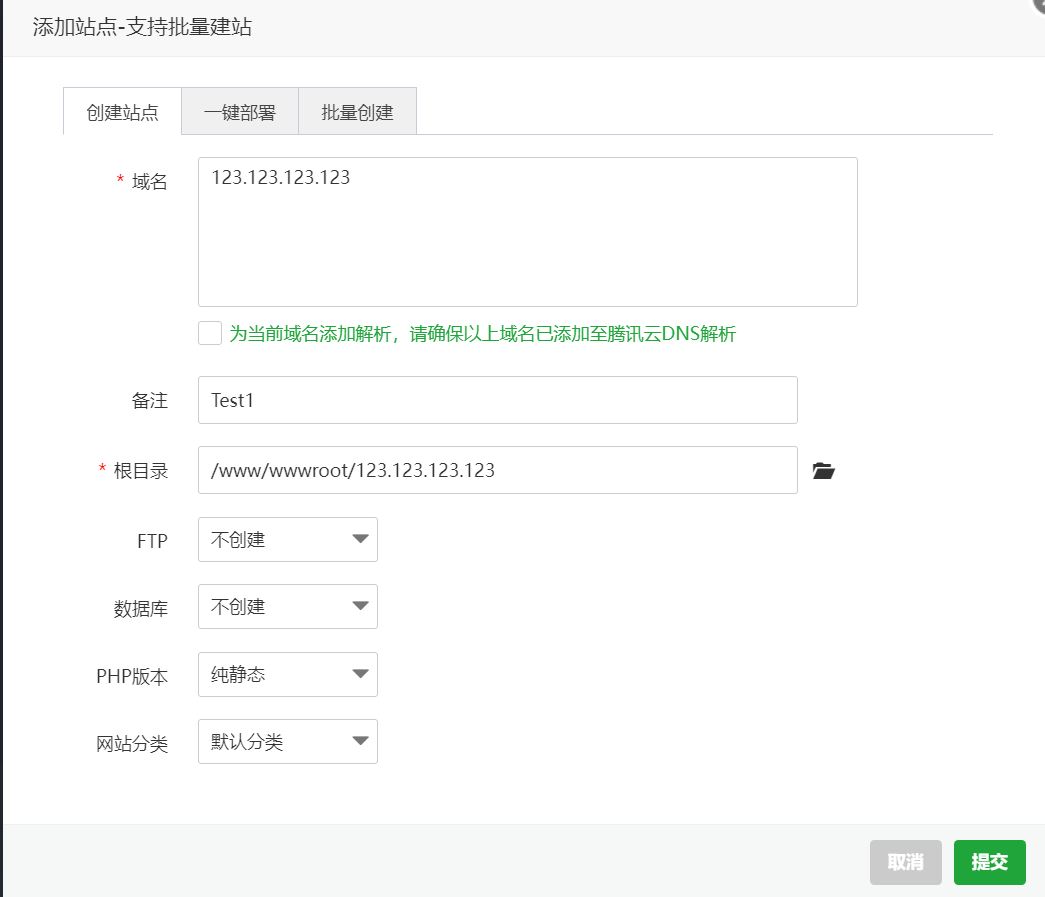 添加站点-支持批量建站
创建站点 一键部署 批量创建
* 域名 123.123.123.123
为当前域名添加解析，请确保以上域名已添加至腾讯云DNS解析
备注 Test1
* 根目录 /www/wwwroot/123.123.123.123
FTP 不创建
数据库 不创建
PHP版本 纯静态
网站分类 默认分类
取消 提交